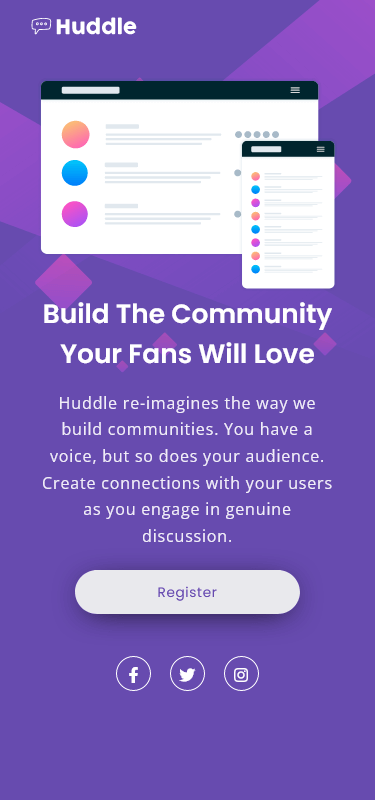 Huddle
Build The Community
Your Fans Will Love
Huddle re-imagines the way we
build communities. You have a
voice, but so does your audience.
Create connections with your users
as you engage in genuine
discussion.
Register